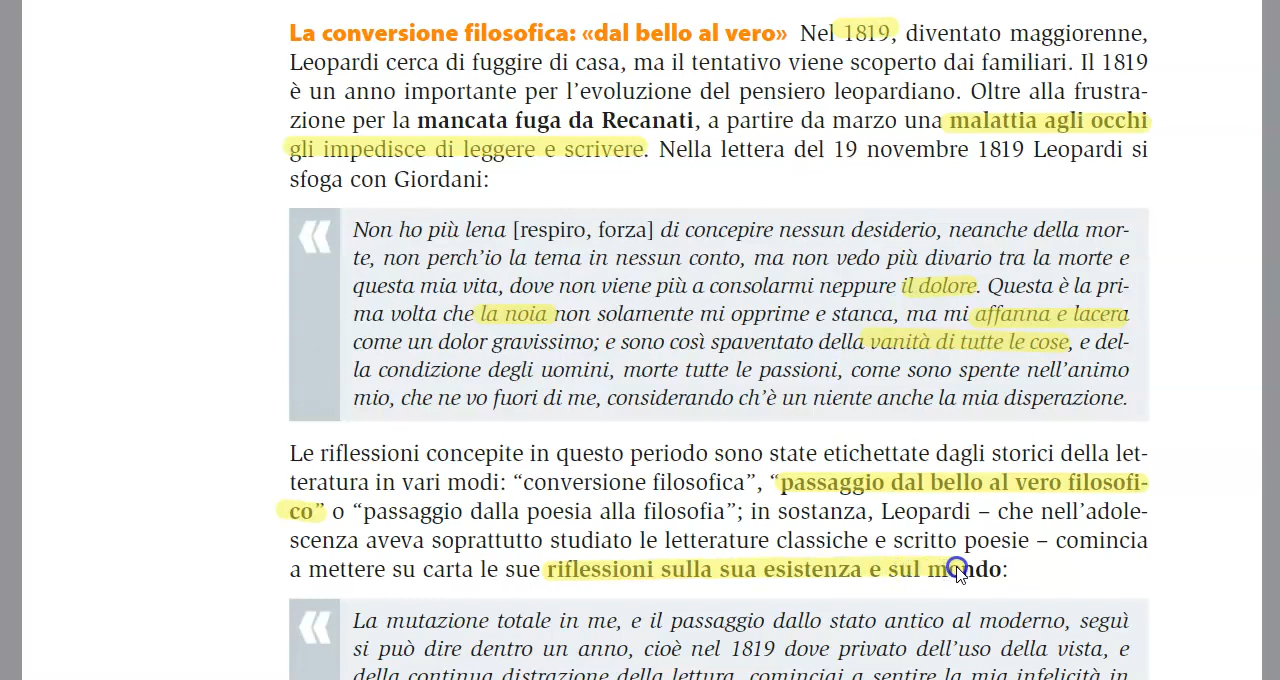 La conversione filosofica: «dal bello al vero» Nel 1819, diventato maggiorenne,
Leopardi cerca di fuggire di casa, ma il tentativo viene scoperto dai familiari. Il 1819
è un anno importante per l’evoluzione del pensiero leopardiano. Oltre alla frustra-
zione per la mancata fuga da Recanati, a partire da marzo una malattia agli occhi
gli impedisce di leggere e scrivere. Nella lettera del 19 novembre 1819 Leopardi si
sfoga con Giordani:
Non ho più lena [respiro, forza] di concepire nessun desiderio, neanche della mor-
te, non perch’io la tema in nessun conto, ma non vedo più divario tra la morte e
questa mia vita, dove non viene più a consolarmi neppure il dolore. Questa è la pri-
ma volta che la noia non solamente mi opprime e stanca, ma mi affanna e lacera
come un dolor gravissimo; e sono così spaventato della vanità di tutte le cose, e del-
la condizione degli uomini, morte tutte le passioni, come sono spente nell’animo
mio, che ne vo fuori di me, considerando ch’è un niente anche la mia disperazione.
Le riflessioni concepite in questo periodo sono state etichettate dagli storici della let-
teratura in vari modi: “conversione filosofica”, “passaggio dal bello al vero filosofi-
co” o “passaggio dalla poesia alla filosofia”; in sostanza, Leopardi – che nell’adole-
scenza aveva soprattutto studiato le letterature classiche e scritto poesie – comincia
a mettere su carta le sue riflessioni sulla sua esistenza e sul mondo:
La mutazione totale in me, e il passaggio dallo stato antico al moderno, seguì
si può dire dentro un anno, cioè nel 1819 dove privato dell’uso della vista, e
della continua distrazione della lettura, cominciai a sentire la mia infelicità in